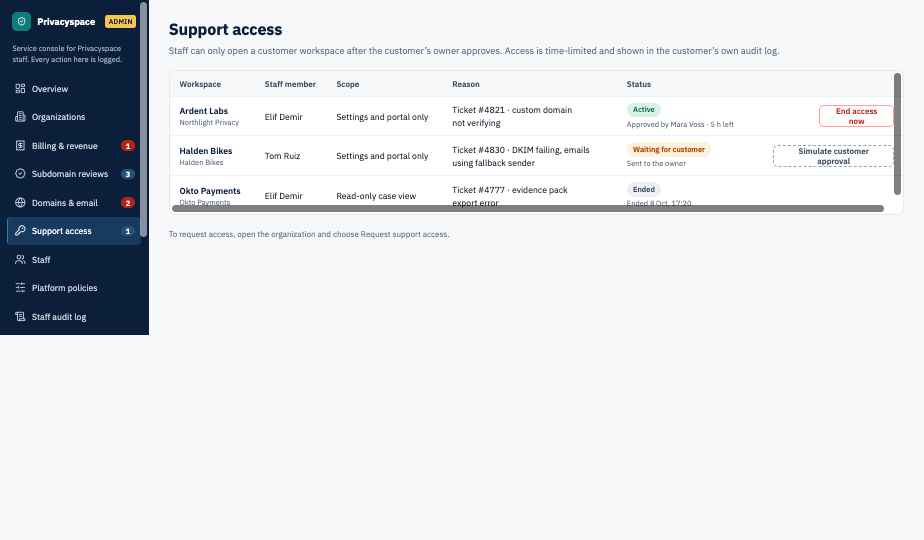 Privacyspace ADMIN
Service console for Privacyspace
staff. Every action here is logged.
Overview
Organizations
Billing & revenue 1
Subdomain reviews 3
Domains & email 2
Support access 1
Staff
Platform policies
Staff audit log
Support access
Staff can only open a customer workspace after the customer's owner approves. Access is time-limited and shown in the customer's own audit log.
Workspace Staff member Scope Reason Status
Ardent Labs
Northlight Privacy
Elif Demir
Settings and portal only
Ticket #4821 · custom domain
not verifying
Active
Approved by Mara Voss · 5 h left
End access
now
Halden Bikes
Halden Bikes
Tom Ruiz
Settings and portal only
Ticket #4830 · DKIM failing, emails
using fallback sender
Waiting for customer
Sent to the owner
Simulate customer
approval
Okto Payments
Okto Payments
Elif Demir
Read-only case view
Ticket #4777 · evidence pack
export error
Ended
Ended 8 Oct, 17:20
To request access, open the organization and choose Request support access.